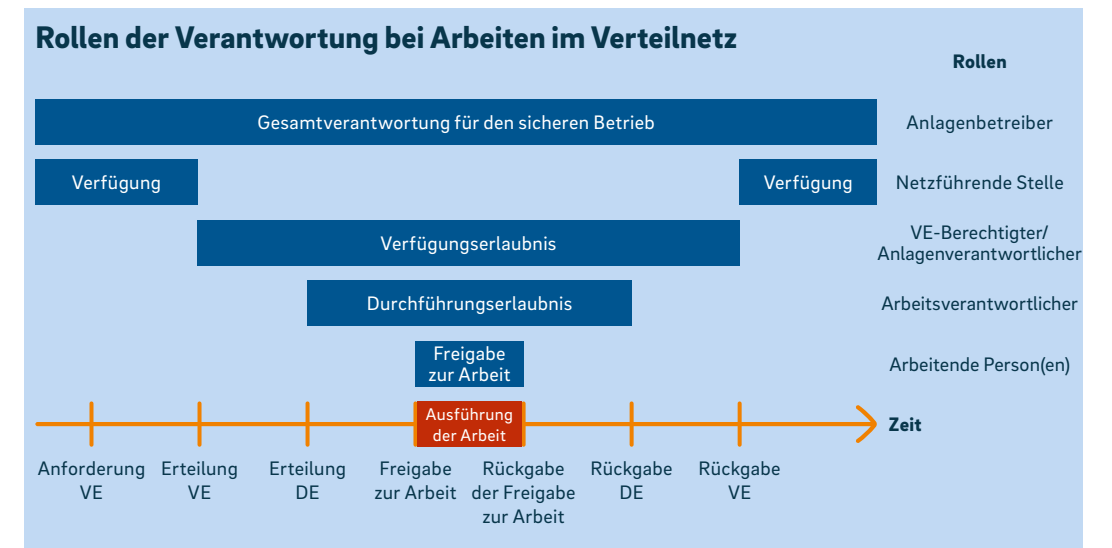 Rollen der Verantwortung bei Arbeiten im Verteilnetz
Rollen
Gesamtverantwortung für den sicheren Betrieb
Anlagenbetreiber
Verfügung
Verfügung
Netzführende Stelle
Verfügungserlaubnis
VE-Berechtigter/
Anlagenverantwortlicher
Durchführungserlaubnis
Arbeitsverantwortlicher
Freigabe
zur Arbeit
Arbeitende Person(en)
Ausführung
der Arbeit
Zeit
Anforderung
VE
Erteilung
VE
Erteilung
DE
Freigabe
zur Arbeit
Rückgabe
der Freigabe
zur Arbeit
Rückgabe
DE
Rückgabe
VE